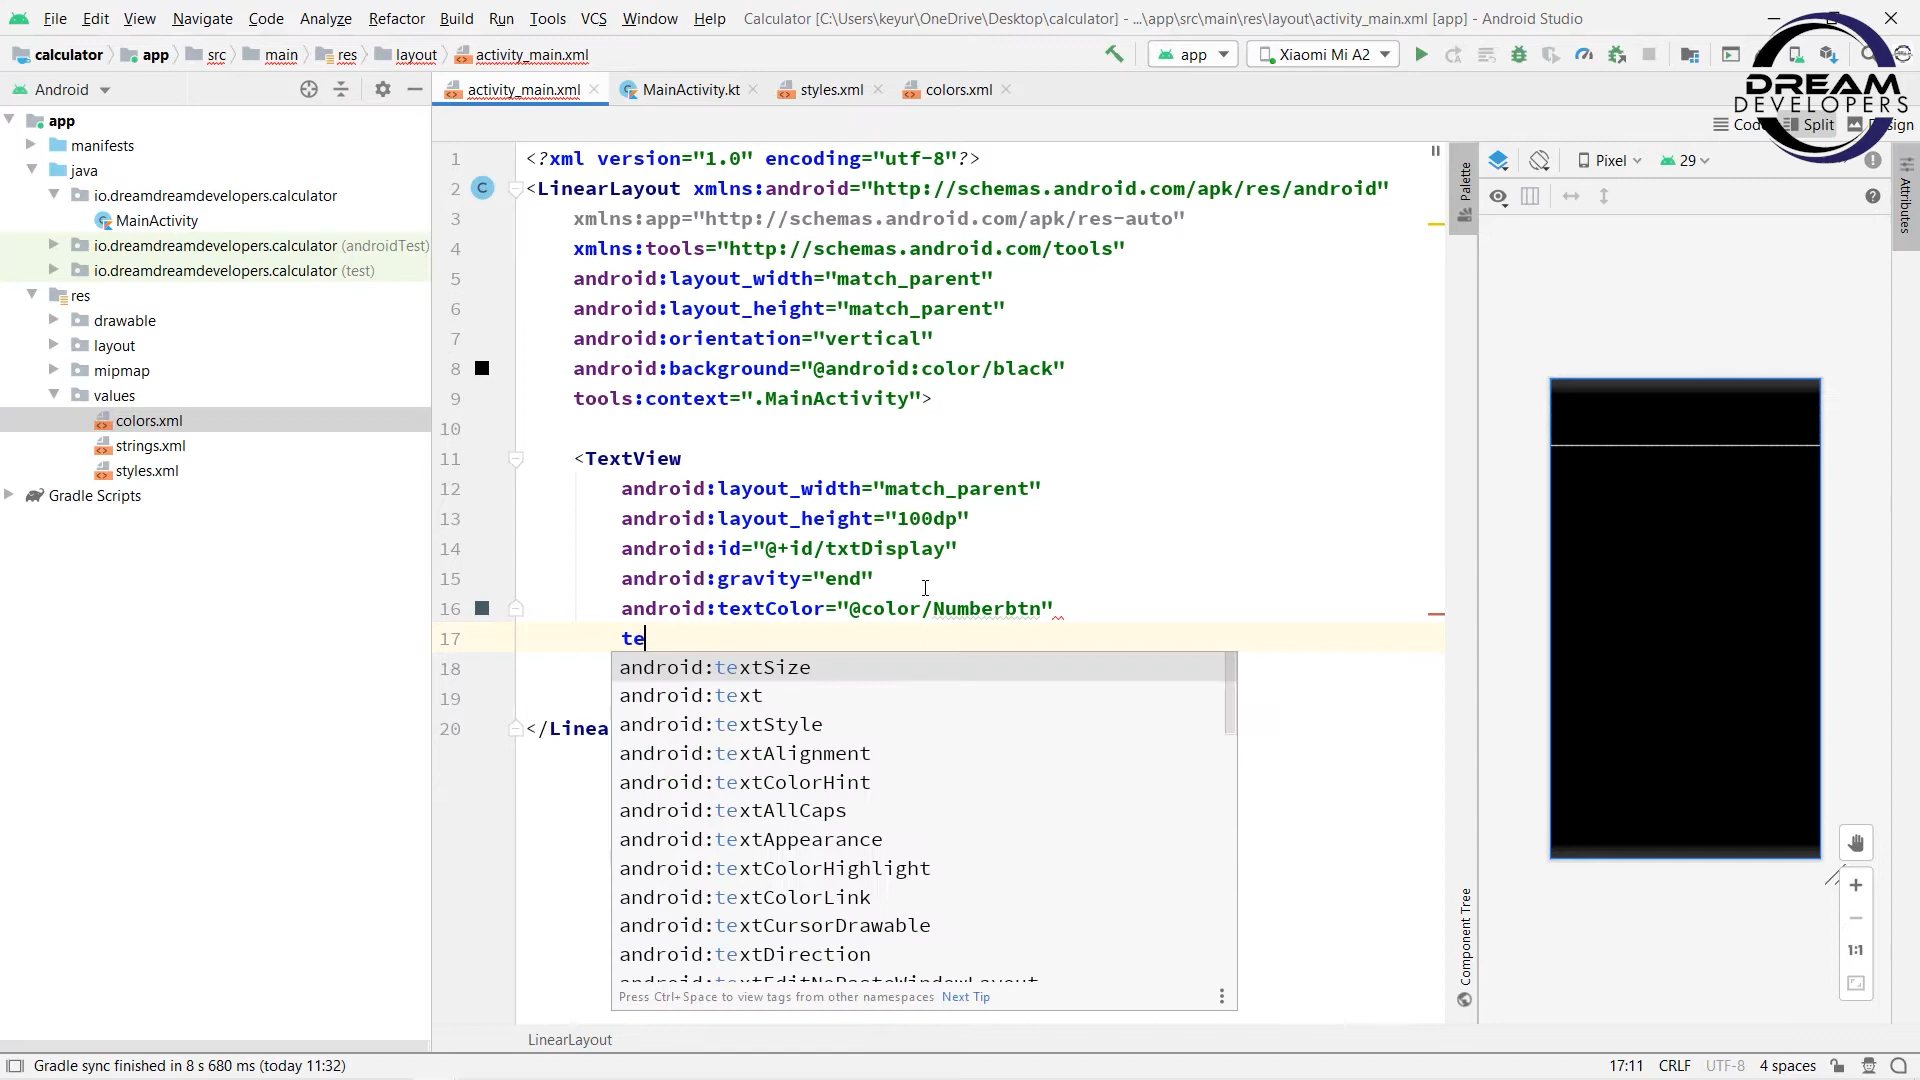 File Edit View Navigate Code Analyze Refactor Build Run Tools VCS Window Help Calculator [C:\Users\keyur\OneDrive\Desktop\calculator] - ...\app\src\main\res\layout\activity_main.xml [app] - Android Studio
calculator app src main res layout activity_main.xml app Xiaomi Mi A2
DREAM
DEVELOPERS
Android activity_main.xml MainActivity.kt styles.xml colors.xml
Split
app
manifests
java
io.dreamdreamdevelopers.calculator
MainActivity
io.dreamdreamdevelopers.calculator (androidTest)
io.dreamdreamdevelopers.calculator (test)
res
drawable
layout
mipmap
values
colors.xml
strings.xml
styles.xml
Gradle Scripts
1 <?xml version="1.0" encoding="utf-8"?>
2 <LinearLayout xmlns:android="http://schemas.android.com/apk/res/android"
3 xmlns:app="http://schemas.android.com/apk/res-auto"
4 xmlns:tools="http://schemas.android.com/tools"
5 android:layout_width="match_parent"
6 android:layout_height="match_parent"
7 android:orientation="vertical"
8 android:background="@android:color/black"
9 tools:context=".MainActivity">
10
11 <TextView
12 android:layout_width="match_parent"
13 android:layout_height="100dp"
14 android:id="@+id/txtDisplay"
15 android:gravity="end"
16 android:textColor="@color/Numberbtn"
17 te
18
19
20 </Linea
android:textSize
android:text
android:textStyle
android:textAlignment
android:textColorHint
android:textAllCaps
android:textAppearance
android:textColorHighlight
android:textColorLink
android:textCursorDrawable
android:textDirection
Press Ctrl+Space to view tags from other namespaces Next Tip
Palette
Component Tree
Pixel 29
Attributes
1:1
LinearLayout
Gradle sync finished in 8 s 680 ms (today 11:32) 17:11 CRLF UTF-8 4 spaces